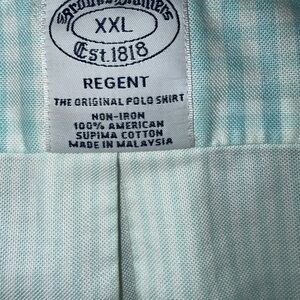 Brooks Brothers
XXL
Est. 1818
REGENT
THE ORIGINAL POLO SHIRT
NON-IRON
100% AMERICAN
SUPIMA COTTON
MADE IN MALAYSIA